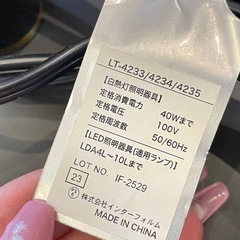 LT-4233/4234/4235
【白熱灯照明器具】
定格消費電力 40Wまで
定格電圧 100V
定格周波数 50/60Hz
【LED照明器具(適用ランプ)】
LDA4L~10Lまで
LOT NO. IF-2529
23
株式会社インターフォルム
MADE IN CHINA